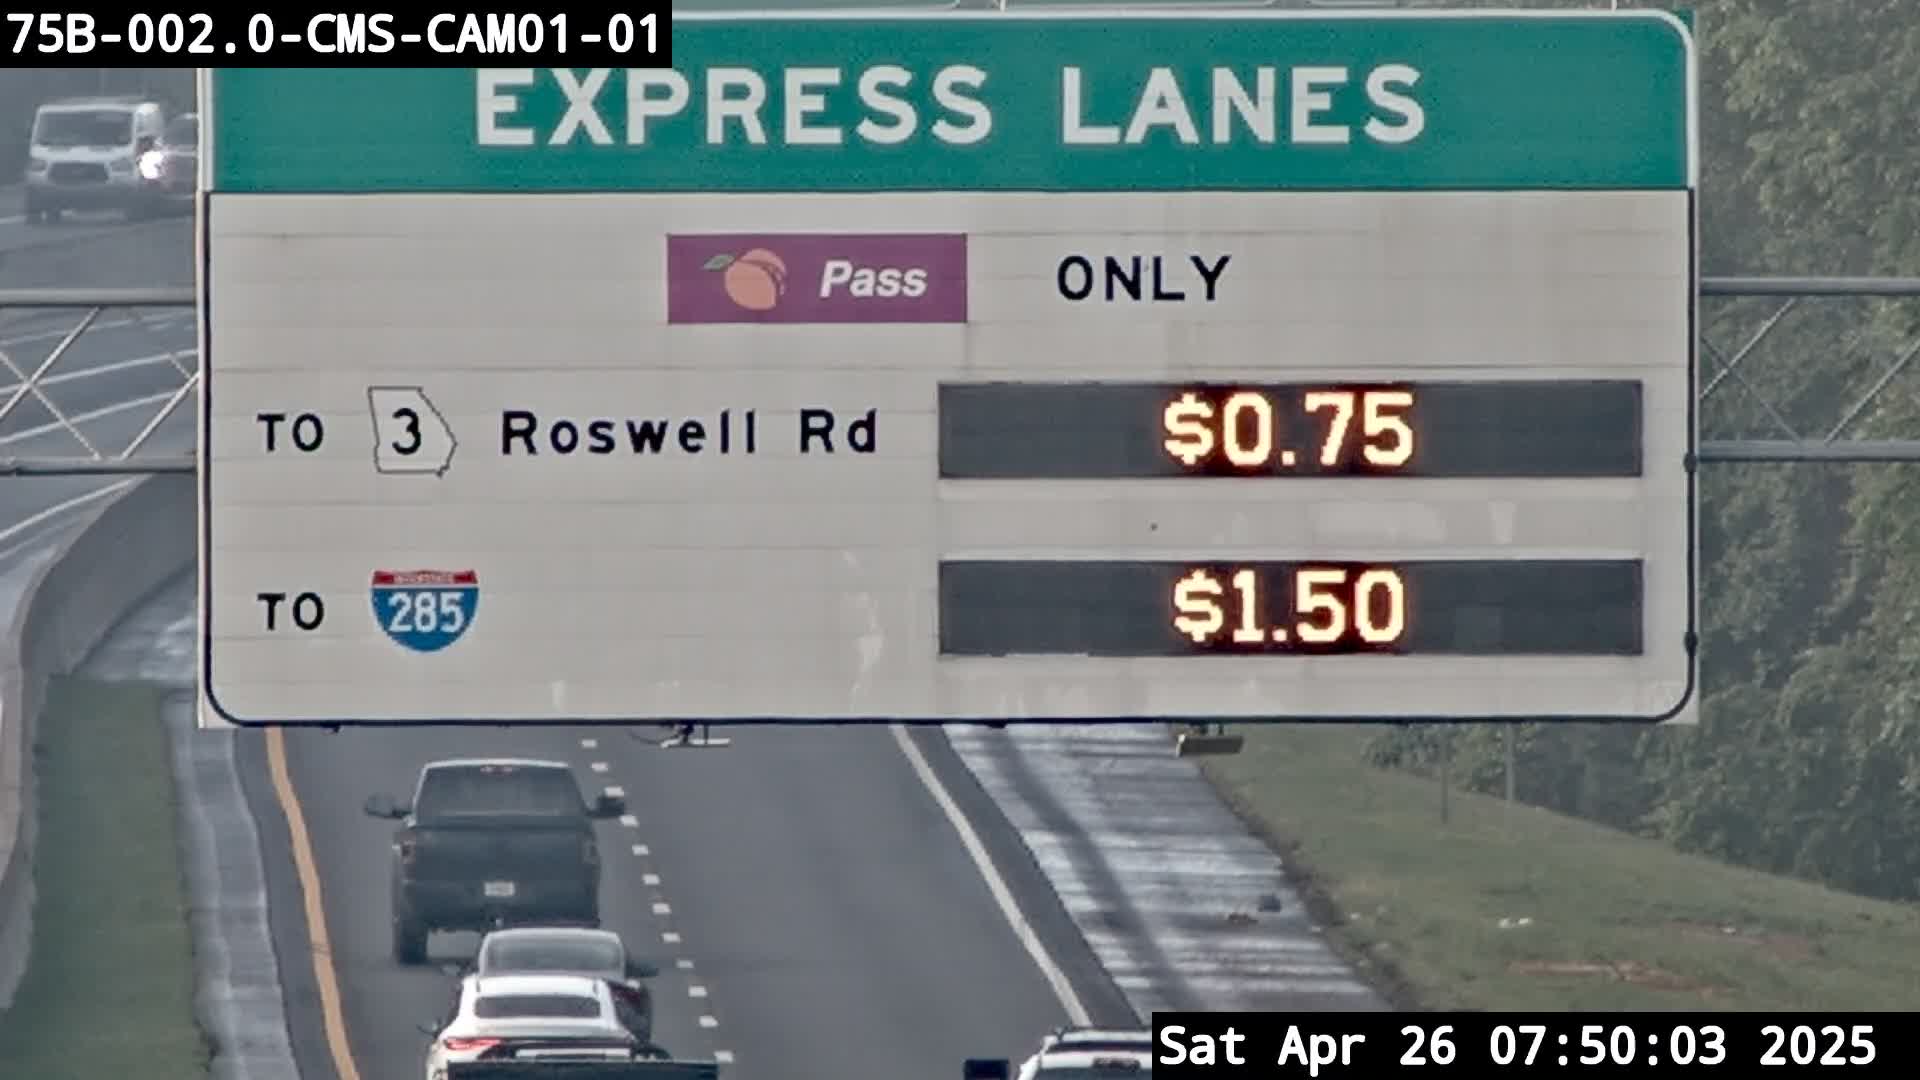 75B-002.0-CMS-CAM01-01
EXPRESS LANES
Pass ONLY
TO 3 Roswell Rd $0.75
TO 285 $1.50
Sat Apr 26 07:50:03 2025